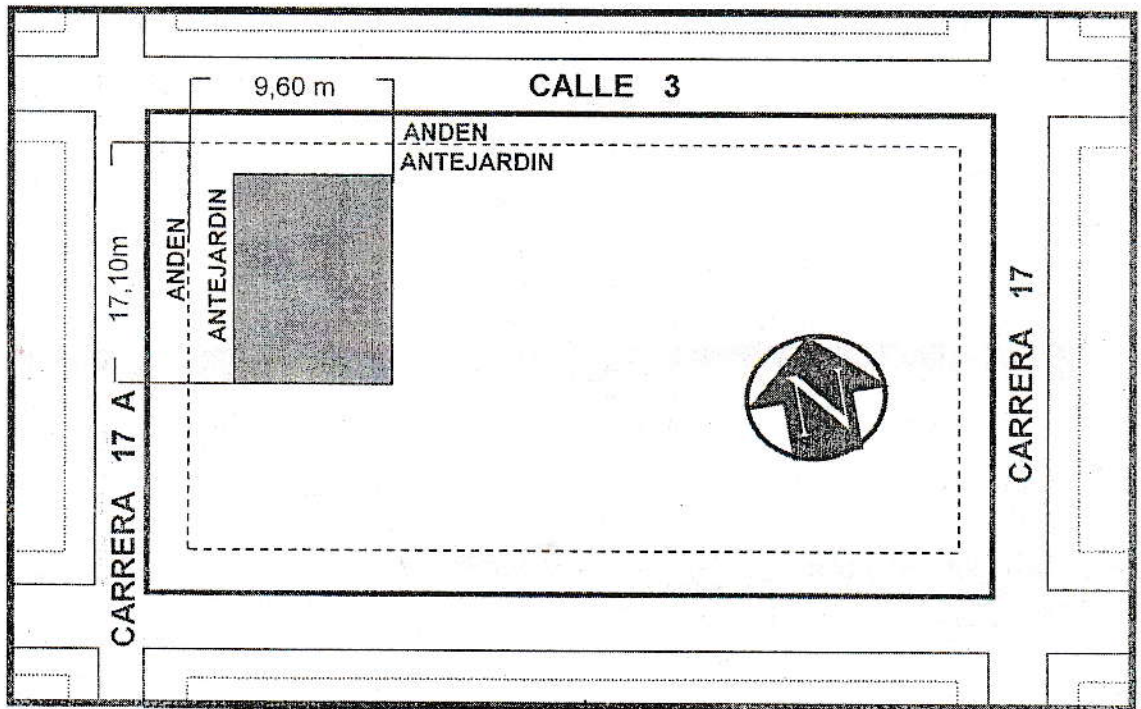 CALLE 3
9,60 m
ANDEN
ANTEJARDIN
ANDEN
ANTEJARDIN
17,10m
CARRERA 17 A
CARRERA 17
N